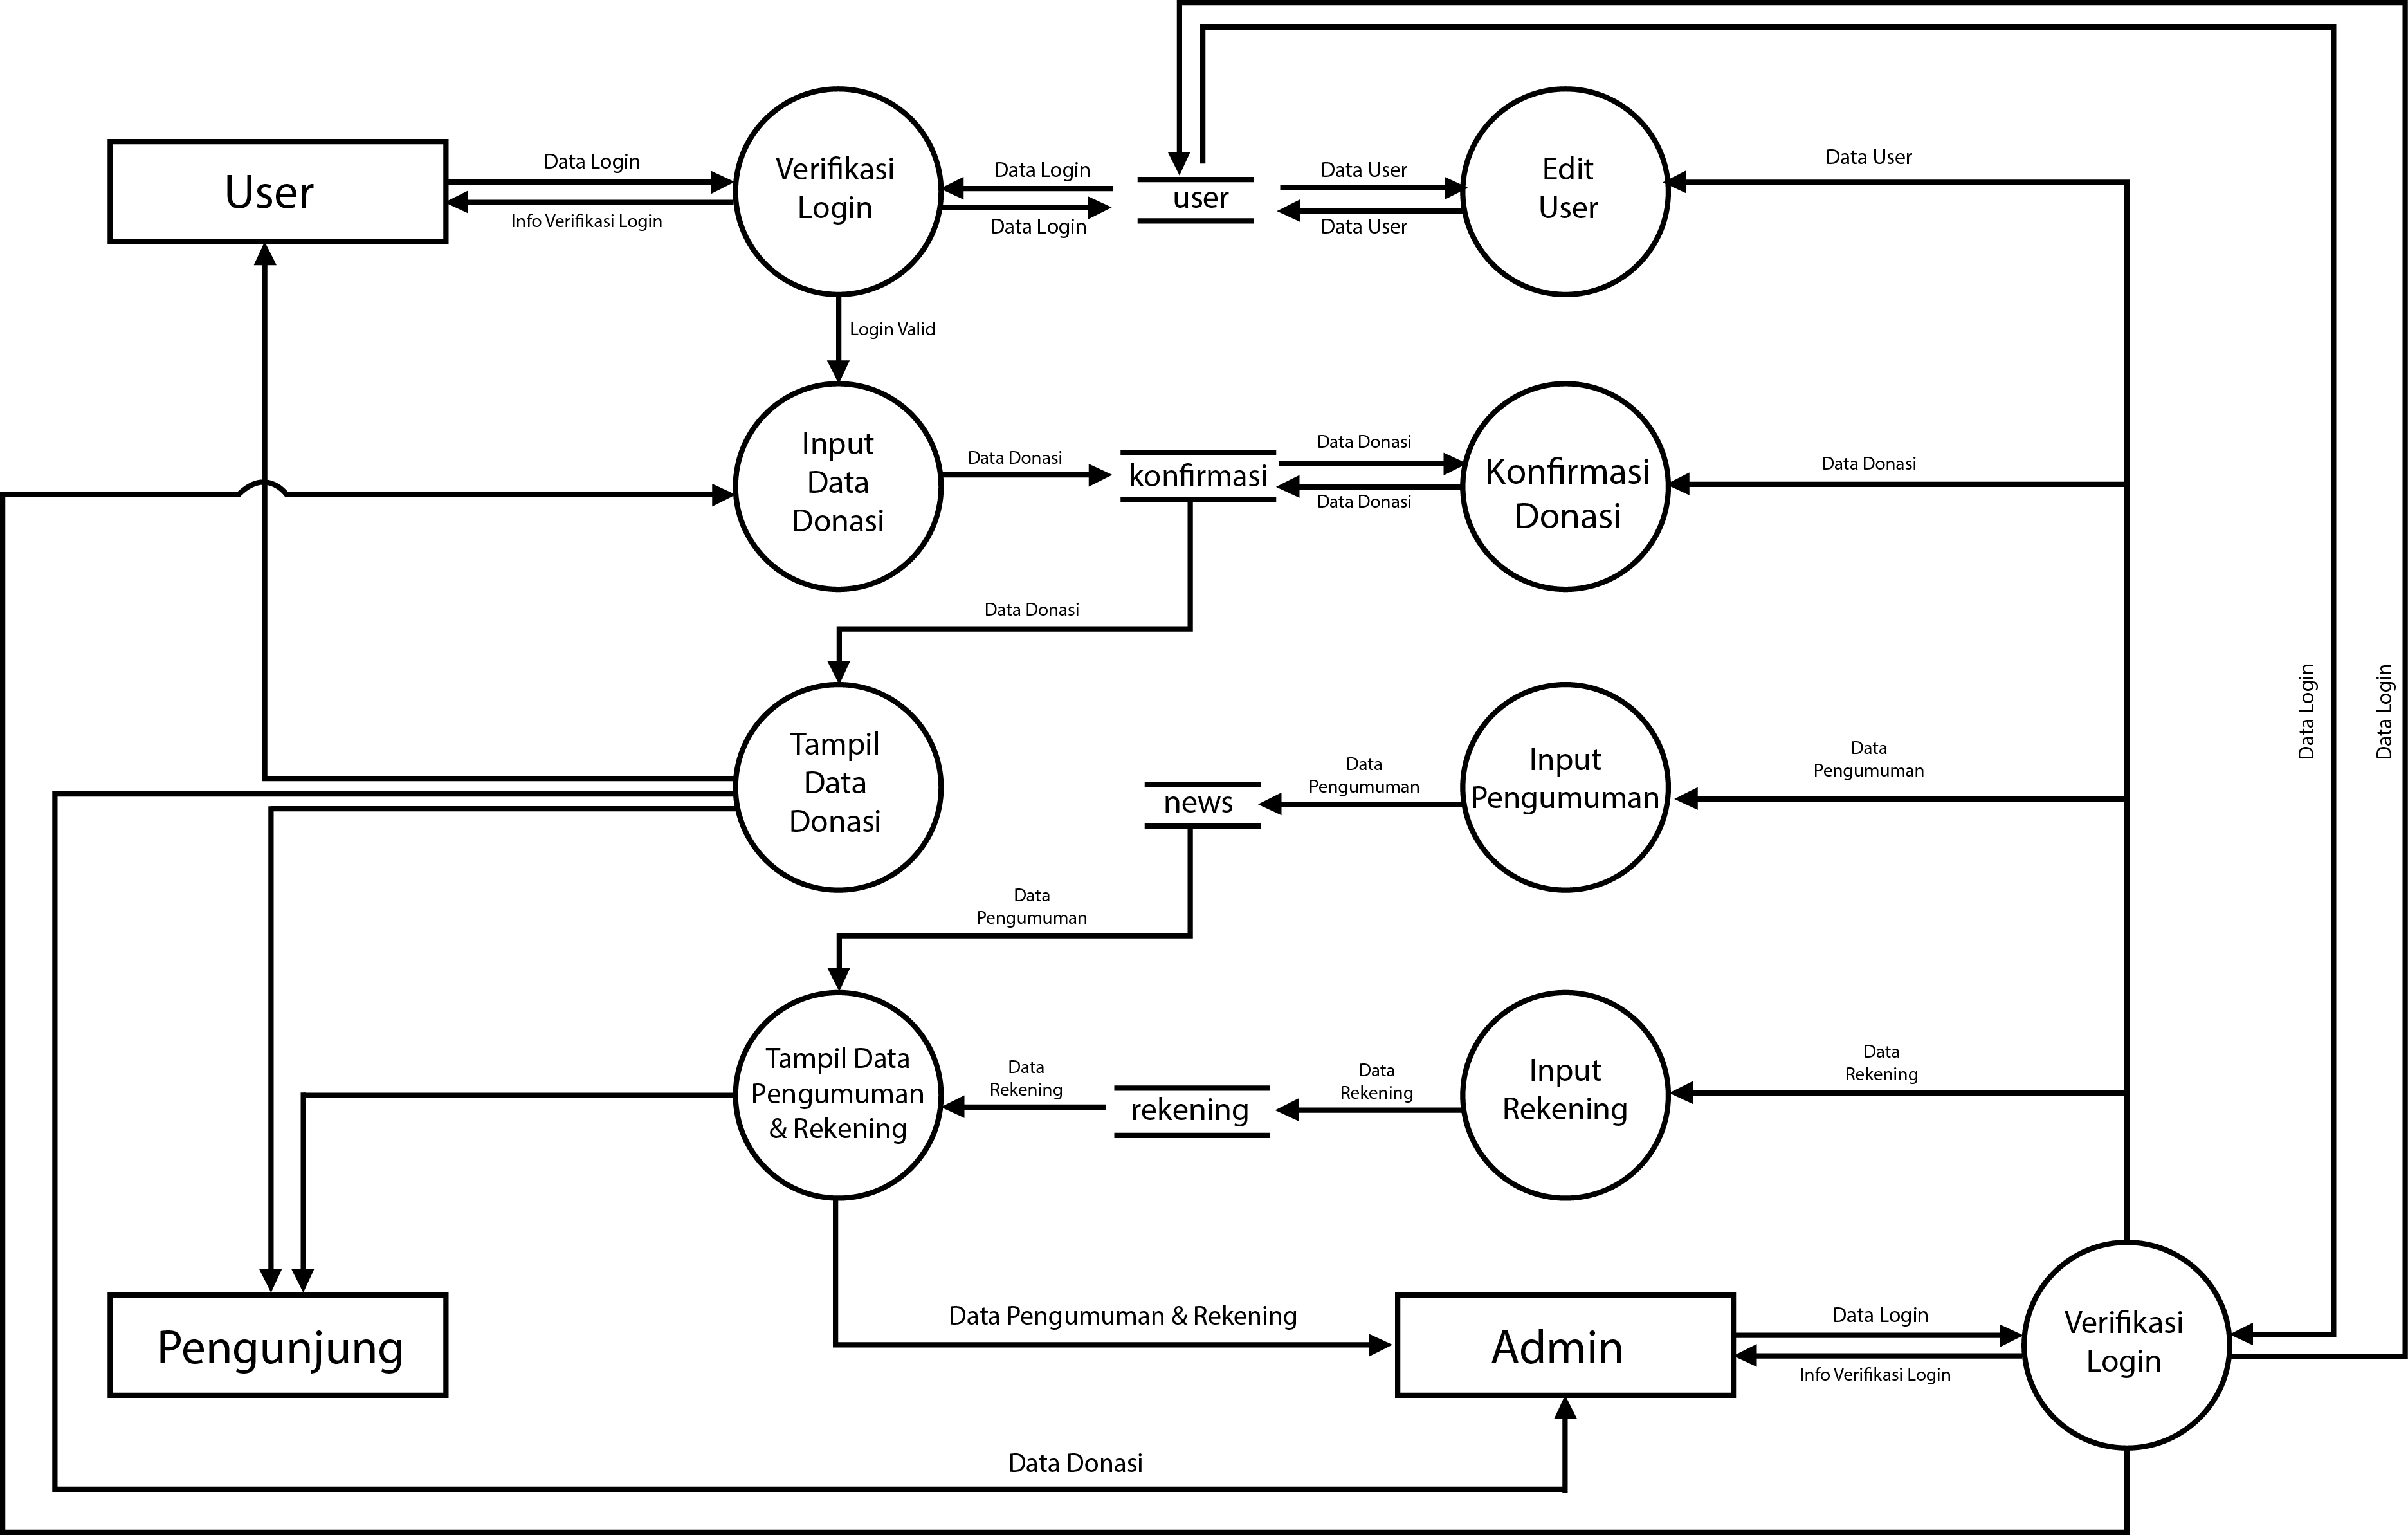 User
Data Login
Info Verifikasi Login
Verifikasi
Login
Data Login
Data Login
user
Data User
Data User
Edit
User
Data User
Login Valid
Input
Data
Donasi
Data Donasi
konfirmasi
Data Donasi
Data Donasi
Konfirmasi
Donasi
Data Donasi
Data Donasi
Data Login
Data Login
Tampil
Data
Donasi
news
Data
Pengumuman
Input
Pengumuman
Data
Pengumuman
Data
Pengumuman
Tampil Data
Pengumuman
& Rekening
Data
Rekening
rekening
Data
Rekening
Input
Rekening
Data
Rekening
Pengunjung
Data Pengumuman & Rekening
Admin
Data Login
Info Verifikasi Login
Verifikasi
Login
Data Donasi